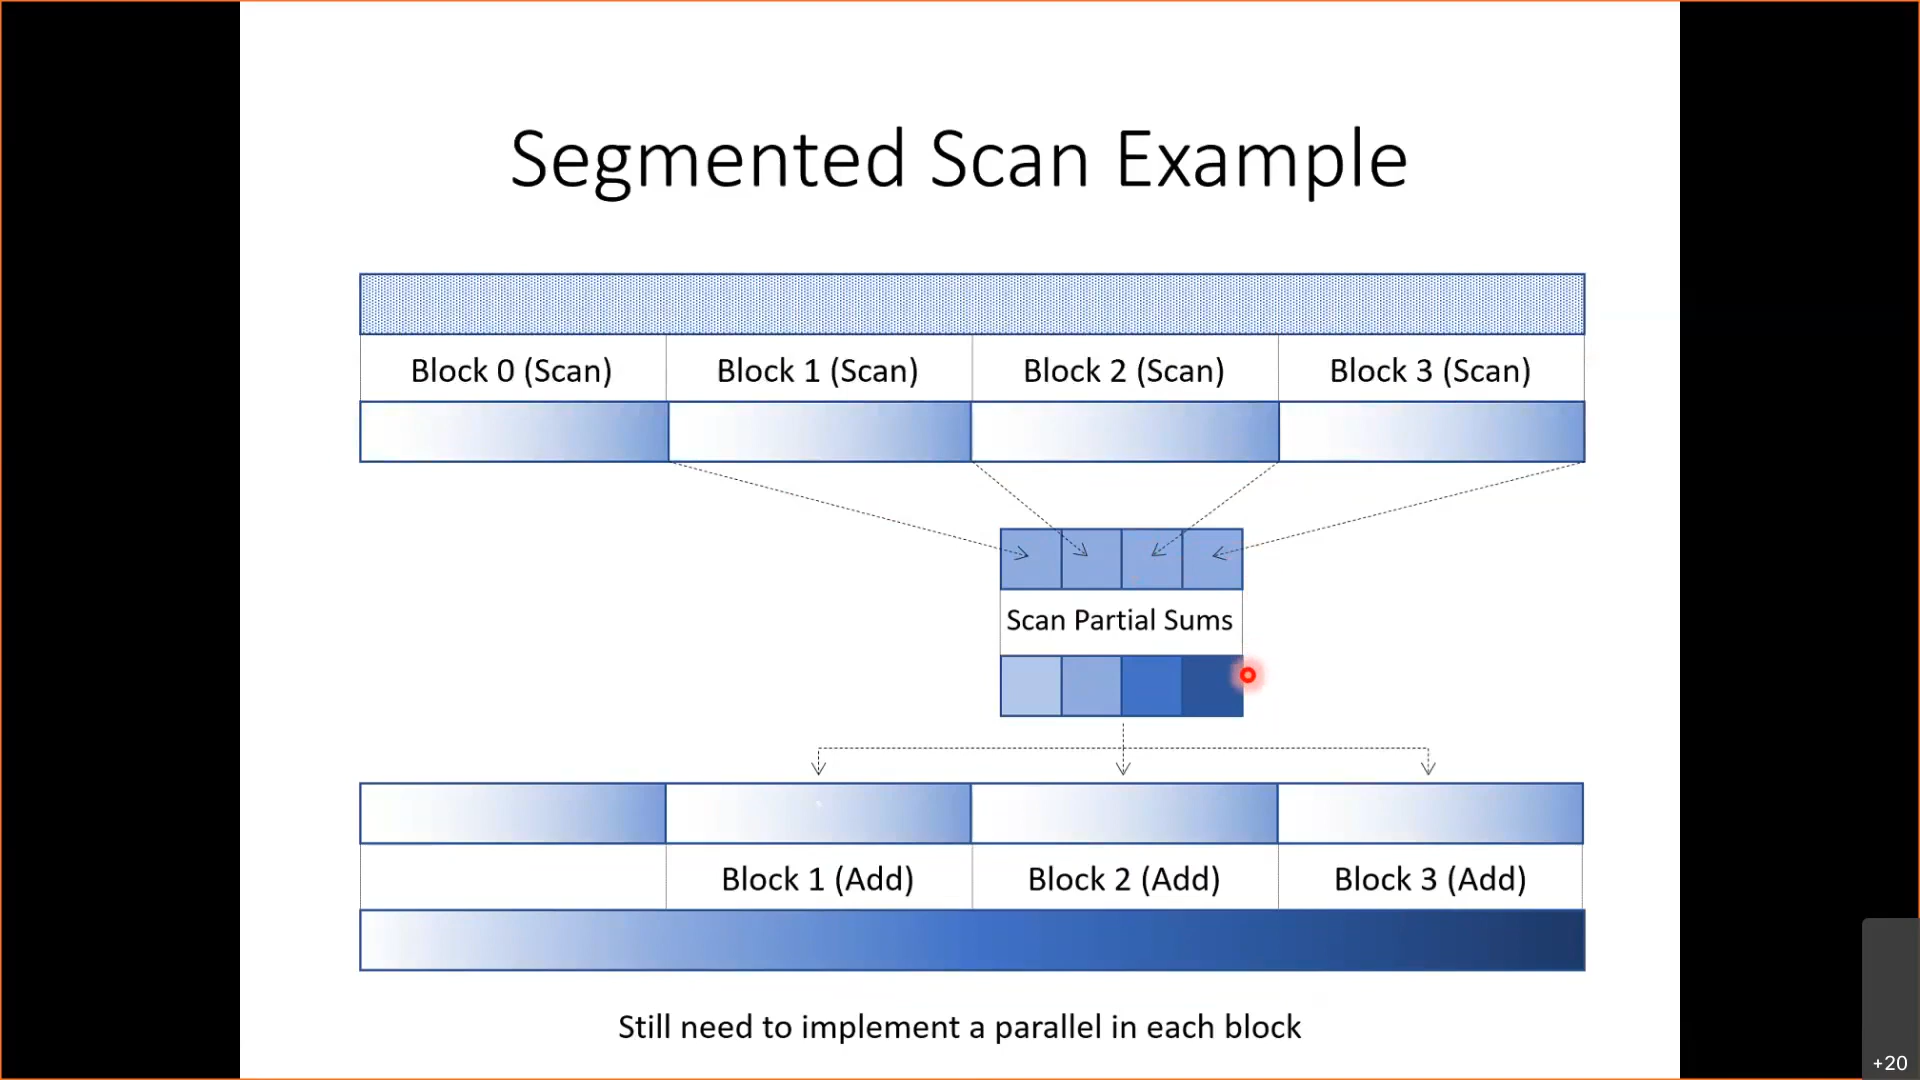 Segmented Scan Example
Block 0 (Scan) Block 1 (Scan) Block 2 (Scan) Block 3 (Scan)
Scan Partial Sums
Block 1 (Add) Block 2 (Add) Block 3 (Add)
Still need to implement a parallel in each block
+20